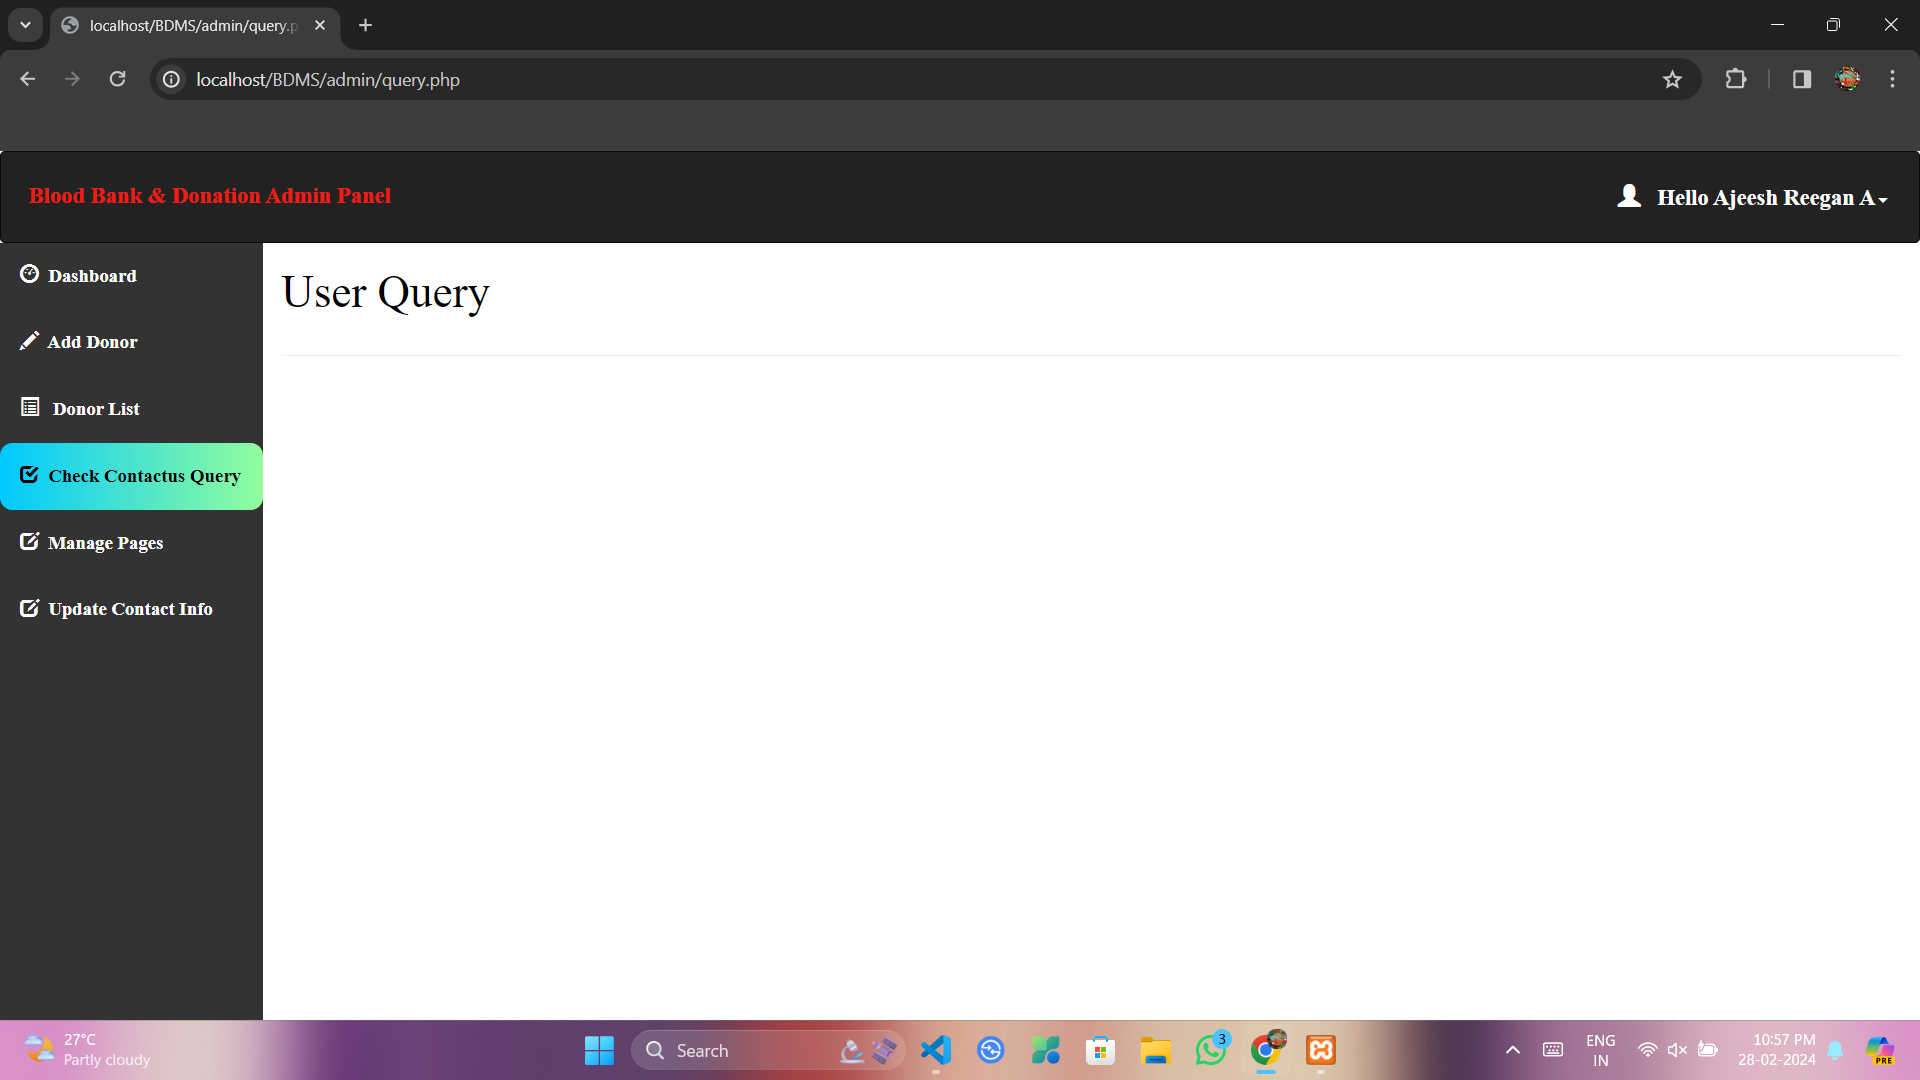 localhost/BDMS/admin/query.p
localhost/BDMS/admin/query.php
Blood Bank & Donation Admin Panel
Hello Ajeesh Reegan A
Dashboard
Add Donor
Donor List
Check Contactus Query
Manage Pages
Update Contact Info
User Query
27°C
Partly cloudy
Search
3
ENG
IN
10:57 PM
28-02-2024
PRE